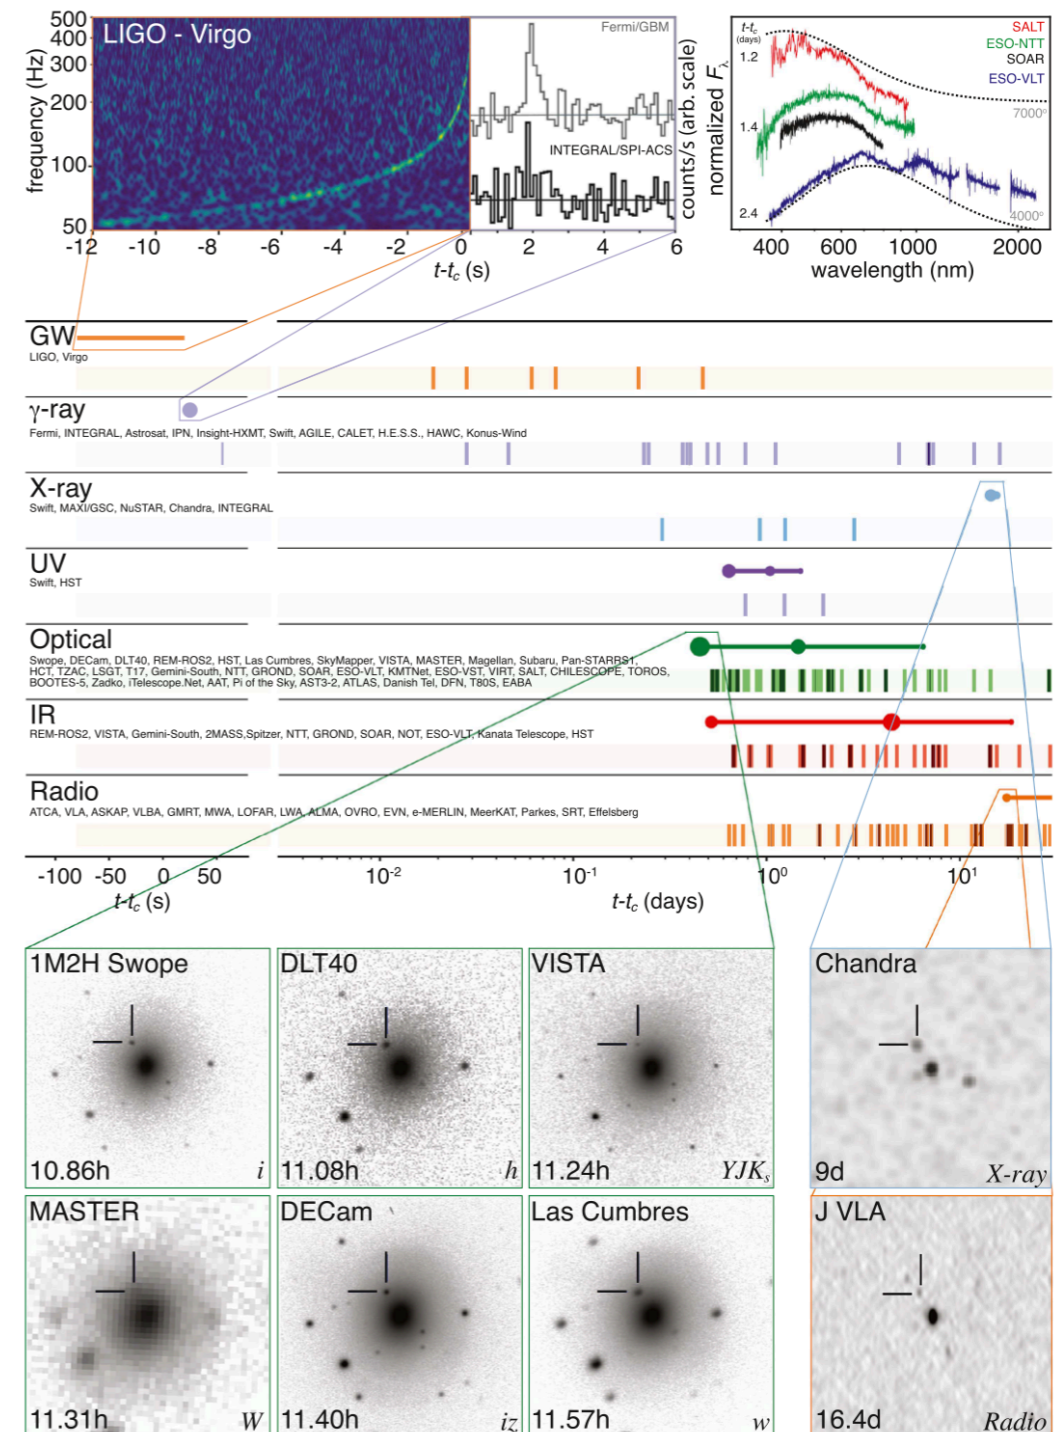 500
400
300
200
100
50
frequency (Hz)
LIGO - Virgo
-12 -10 -8 -6 -4 -2 0 2 4 6
t-tc (s)
Fermi/GBM
INTEGRAL/SPI-ACS
counts/s (arb. scale)
normalized Fλ
t-tc
(days)
1.2
1.4
2.4
SALT
ESO-NTT
SOAR
ESO-VLT
7000°
4000°
400 600 1000 2000
wavelength (nm)
GW
LIGO, Virgo
γ-ray
Fermi, INTEGRAL, Astrosat, IPN, Insight-HXMT, Swift, AGILE, CALET, H.E.S.S., HAWC, Konus-Wind
X-ray
Swift, MAXI/GSC, NuSTAR, Chandra, INTEGRAL
UV
Swift, HST
Optical
Swope, DECam, DLT40, REM-ROS2, HST, Las Cumbres, SkyMapper, VISTA, MASTER, Magellan, Subaru, Pan-STARRS1,
HCT, TZAC, LSGT, T17, Gemini-South, NTT, GROND, SOAR, ESO-VLT, KMTNet, ESO-VST, VIRT, SALT, CHILESCOPE, TOROS,
BOOTES-5, Zadko, iTelescope.Net, AAT, Pi of the Sky, AST3-2, ATLAS, Danish Tel, DFN, T80S, EABA
IR
REM-ROS2, VISTA, Gemini-South, 2MASS,Spitzer, NTT, GROND, SOAR, NOT, ESO-VLT, Kanata Telescope, HST
Radio
ATCA, VLA, ASKAP, VLBA, GMRT, MWA, LOFAR, LWA, ALMA, OVRO, EVN, e-MERLIN, MeerKAT, Parkes, SRT, Effelsberg
-100 -50 0 50 10-2 10-1 100 101
t-tc (s) t-tc (days)
1M2H Swope
10.86h i
DLT40
11.08h h
VISTA
11.24h YJKs
Chandra
9d X-ray
MASTER
11.31h W
DECam
11.40h iz
Las Cumbres
11.57h w
J VLA
16.4d Radio